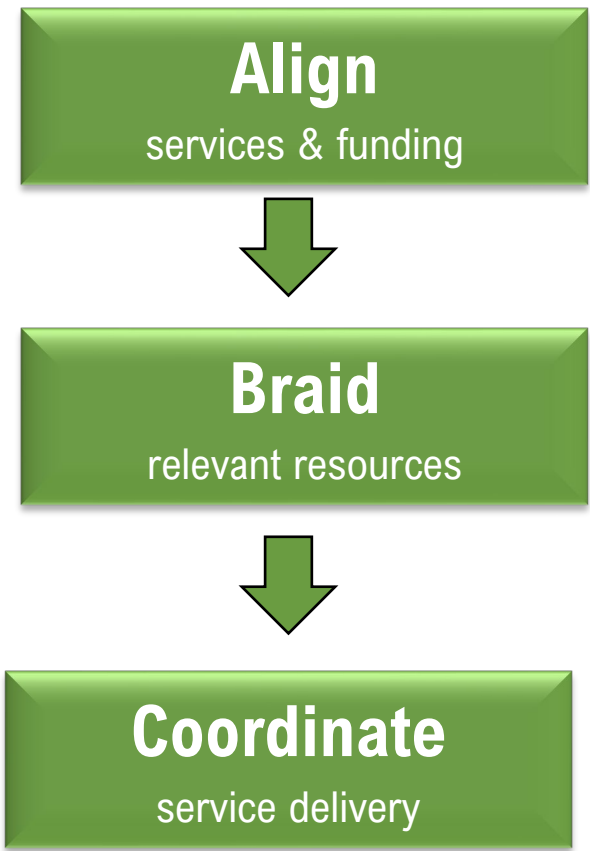 Align
services & funding
Braid
relevant resources
Coordinate
service delivery